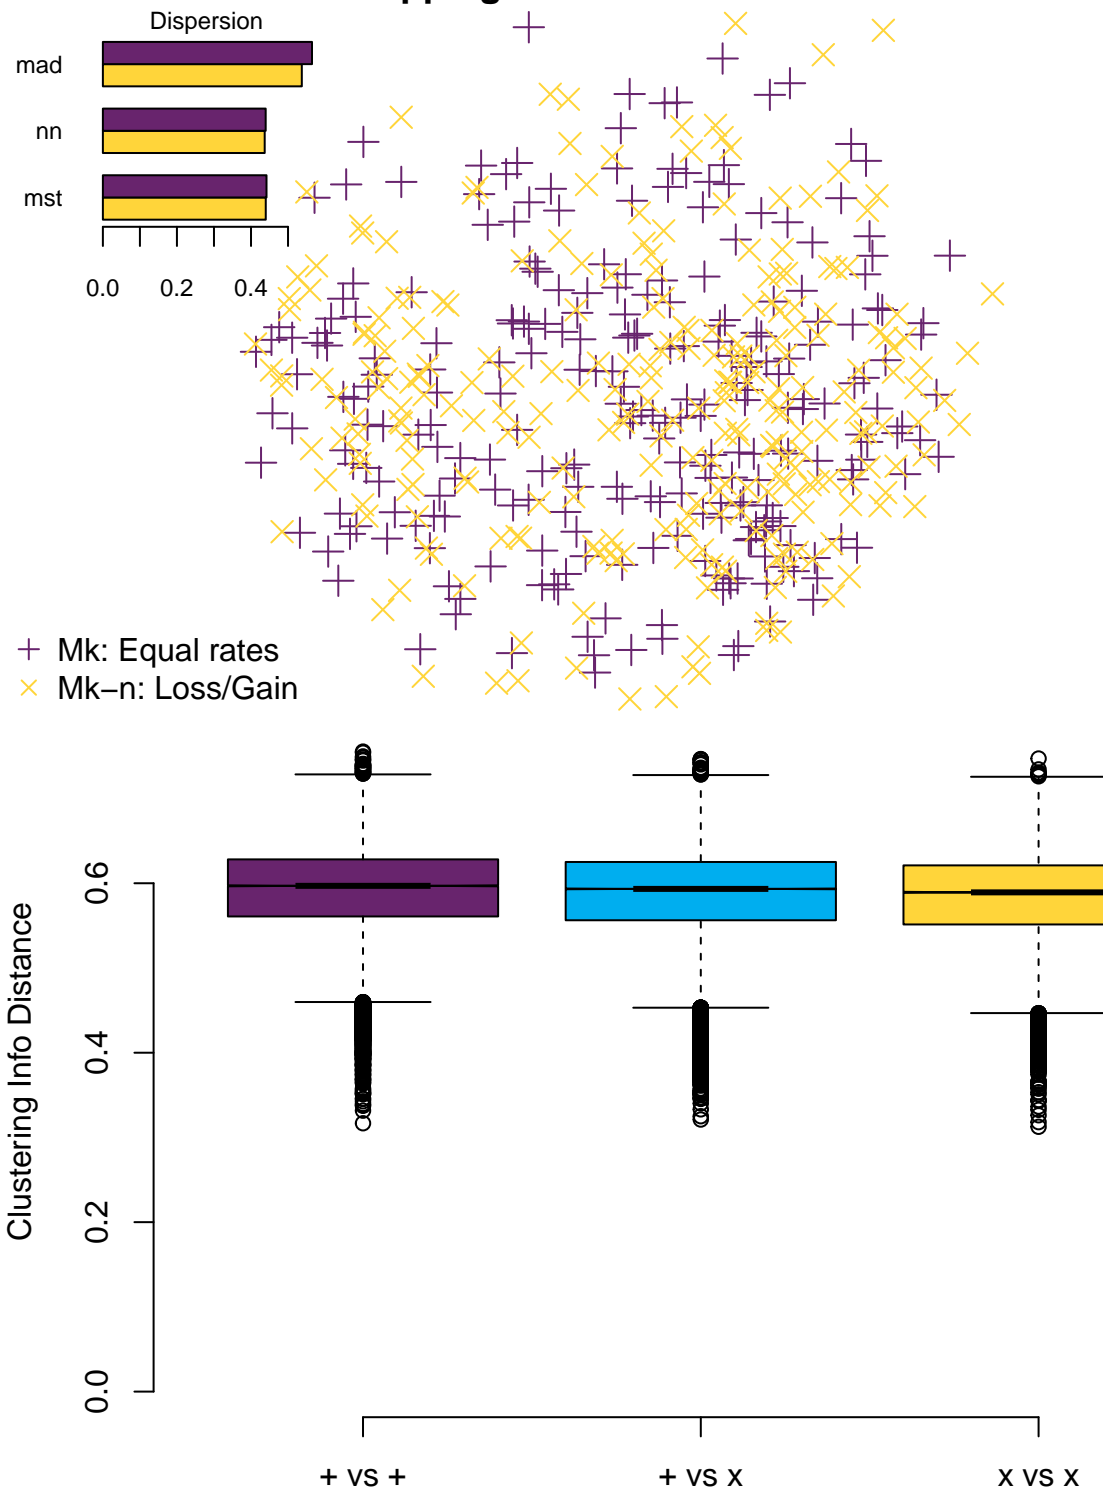 Dispersion
mad
nn
mst
0.0 0.2 0.4
+ Mk: Equal rates
× Mk−n: Loss/Gain
Clustering Info Distance
0.6
0.4
0.2
0.0
+ vs +
+ vs x
x vs x